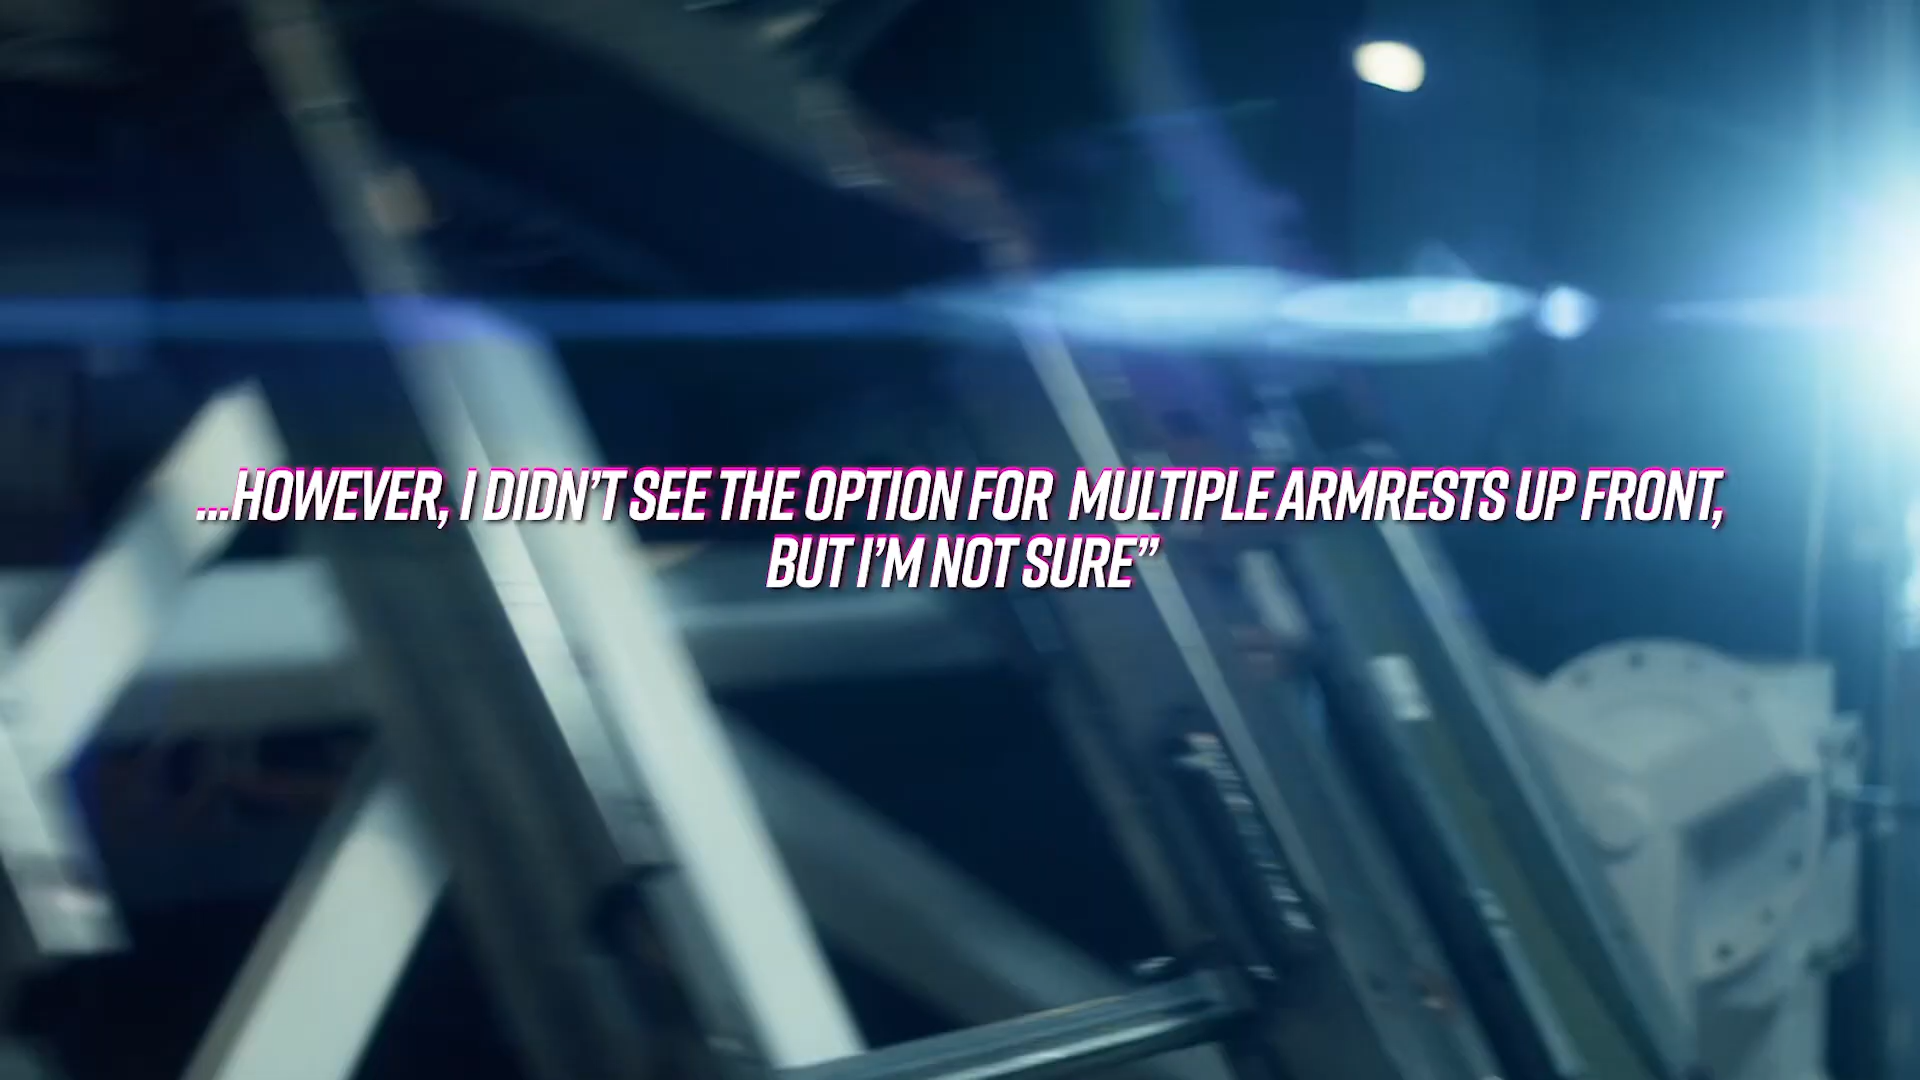 …HOWEVER, I DIDN’T SEE THE OPTION FOR MULTIPLE ARMRESTS UP FRONT,
BUT I’M NOT SURE”